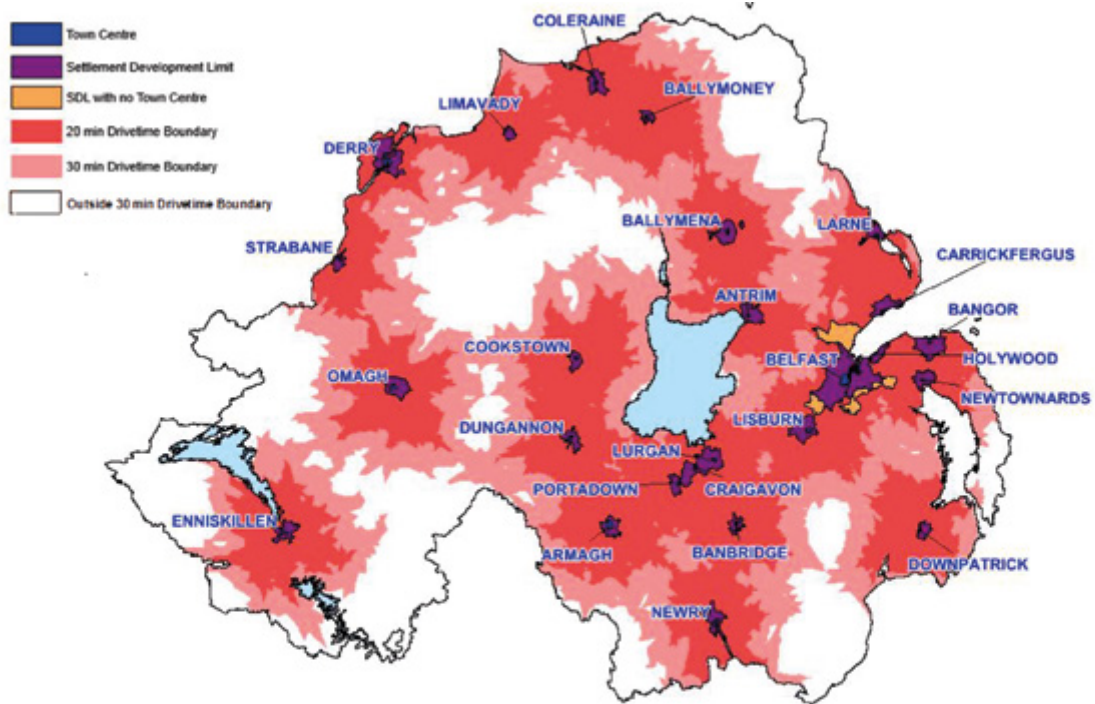 Town Centre
Settlement Development Limit
SDL with no Town Centre
20 min Drivetime Boundary
30 min Drivetime Boundary
Outside 30 min Drivetime Boundary
COLERAINE
BALLYMONEY
LIMAVADY
DERRY
BALLYMENA
LARNE
STRABANE
CARRICKFERGUS
ANTRIM
BANGOR
COOKSTOWN
BELFAST
HOLYWOOD
OMAGH
NEWTOWNARDS
DUNGANNON
LISBURN
LURGAN
PORTADOWN
CRAIGAVON
ENNISKILLEN
ARMAGH
BANBRIDGE
DOWNPATRICK
NEWRY